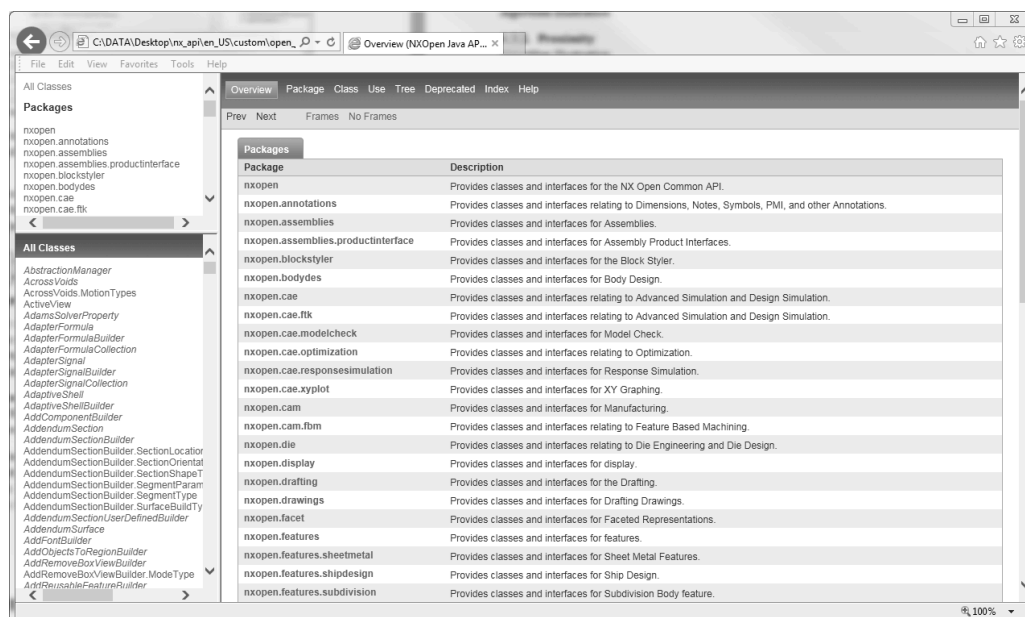 C:\DATA\Desktop\nx_api\en_US\custom\open_
Overview (NXOpen Java AP...
File Edit View Favorites Tools Help
All Classes
Packages
nxopen
nxopen.annotations
nxopen.assemblies
nxopen.assemblies.productinterface
nxopen.blockstyler
nxopen.bodydes
nxopen.cae
nxopen.cae.ftk
All Classes
AbstractionManager
AcrossVoids
AcrossVoids.MotionTypes
ActiveView
AdamsSolverProperty
AdapterFormula
AdapterFormulaBuilder
AdapterFormulaCollection
AdapterSignal
AdapterSignalBuilder
AdapterSignalCollection
AdaptiveShell
AdaptiveShellBuilder
AddComponentBuilder
AddendumSection
AddendumSectionBuilder
AddendumSectionBuilder.SectionLocation
AddendumSectionBuilder.SectionOrientat
AddendumSectionBuilder.SectionShapeT
AddendumSectionBuilder.SegmentParam
AddendumSectionBuilder.SegmentType
AddendumSectionBuilder.SurfaceBuildTy
AddendumSectionUserDefinedBuilder
AddendumSurface
AddFontBuilder
AddObjectsToRegionBuilder
AddRemoveBoxViewBuilder
AddRemoveBoxViewBuilder.ModeType
AddReusableFeatureBuilder
Overview Package Class Use Tree Deprecated Index Help
Prev Next Frames No Frames
Packages
Package Description
nxopen Provides classes and interfaces for the NX Open Common API.
nxopen.annotations Provides classes and interfaces relating to Dimensions, Notes, Symbols, PMI, and other Annotations.
nxopen.assemblies Provides classes and interfaces for Assemblies.
nxopen.assemblies.productinterface Provides classes and interfaces for Assembly Product Interfaces.
nxopen.blockstyler Provides classes and interfaces for the Block Styler.
nxopen.bodydes Provides classes and interfaces for Body Design.
nxopen.cae Provides classes and interfaces relating to Advanced Simulation and Design Simulation.
nxopen.cae.ftk Provides classes and interfaces relating to Advanced Simulation and Design Simulation.
nxopen.cae.modelcheck Provides classes and interfaces for Model Check.
nxopen.cae.optimization Provides classes and interfaces relating to Optimization.
nxopen.cae.responsesimulation Provides classes and interfaces for Response Simulation.
nxopen.cae.xyplot Provides classes and interfaces for XY Graphing.
nxopen.cam Provides classes and interfaces for Manufacturing.
nxopen.cam.fbm Provides classes and interfaces relating to Feature Based Machining.
nxopen.die Provides classes and interfaces relating to Die Engineering and Die Design.
nxopen.display Provides classes and interfaces for display.
nxopen.drafting Provides classes and interfaces for the Drafting.
nxopen.drawings Provides classes and interfaces for Drafting Drawings.
nxopen.facet Provides classes and interfaces for Faceted Representations.
nxopen.features Provides classes and interfaces for features.
nxopen.features.sheetmetal Provides classes and interfaces for Sheet Metal Features.
nxopen.features.shipdesign Provides classes and interfaces for Ship Design.
nxopen.features.subdivision Provides classes and interfaces for Subdivision Body feature.
100%